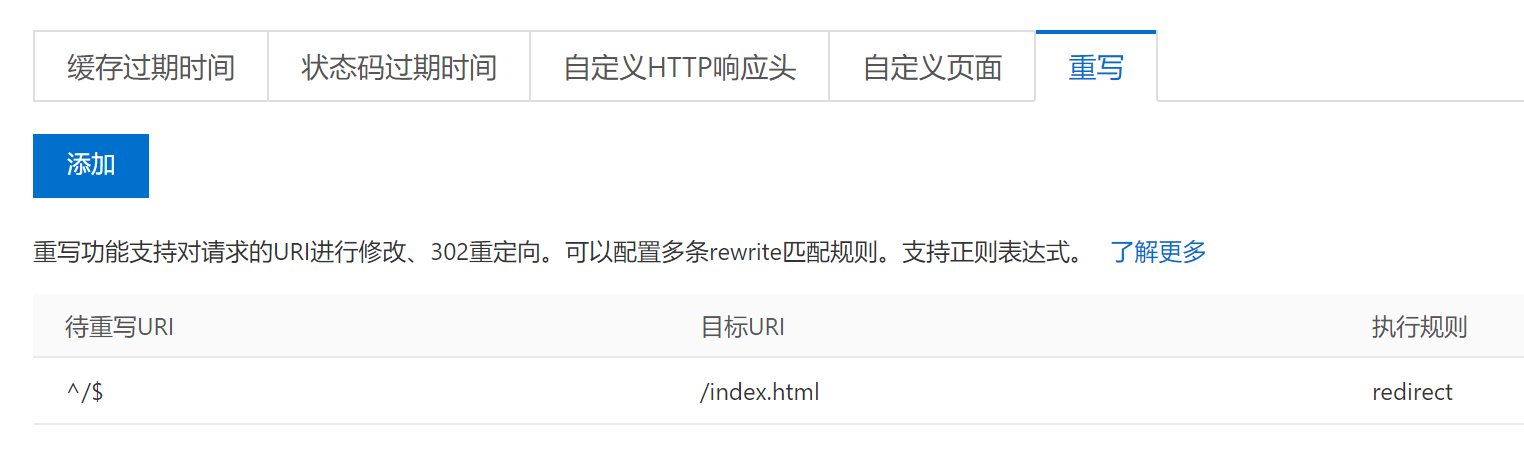 缓存过期时间 状态码过期时间 自定义HTTP响应头 自定义页面 重写
添加
重写功能支持对请求的URI进行修改、302重定向。可以配置多条rewrite匹配规则。支持正则表达式。 了解更多
待重写URI 目标URI 执行规则
^/$ /index.html redirect